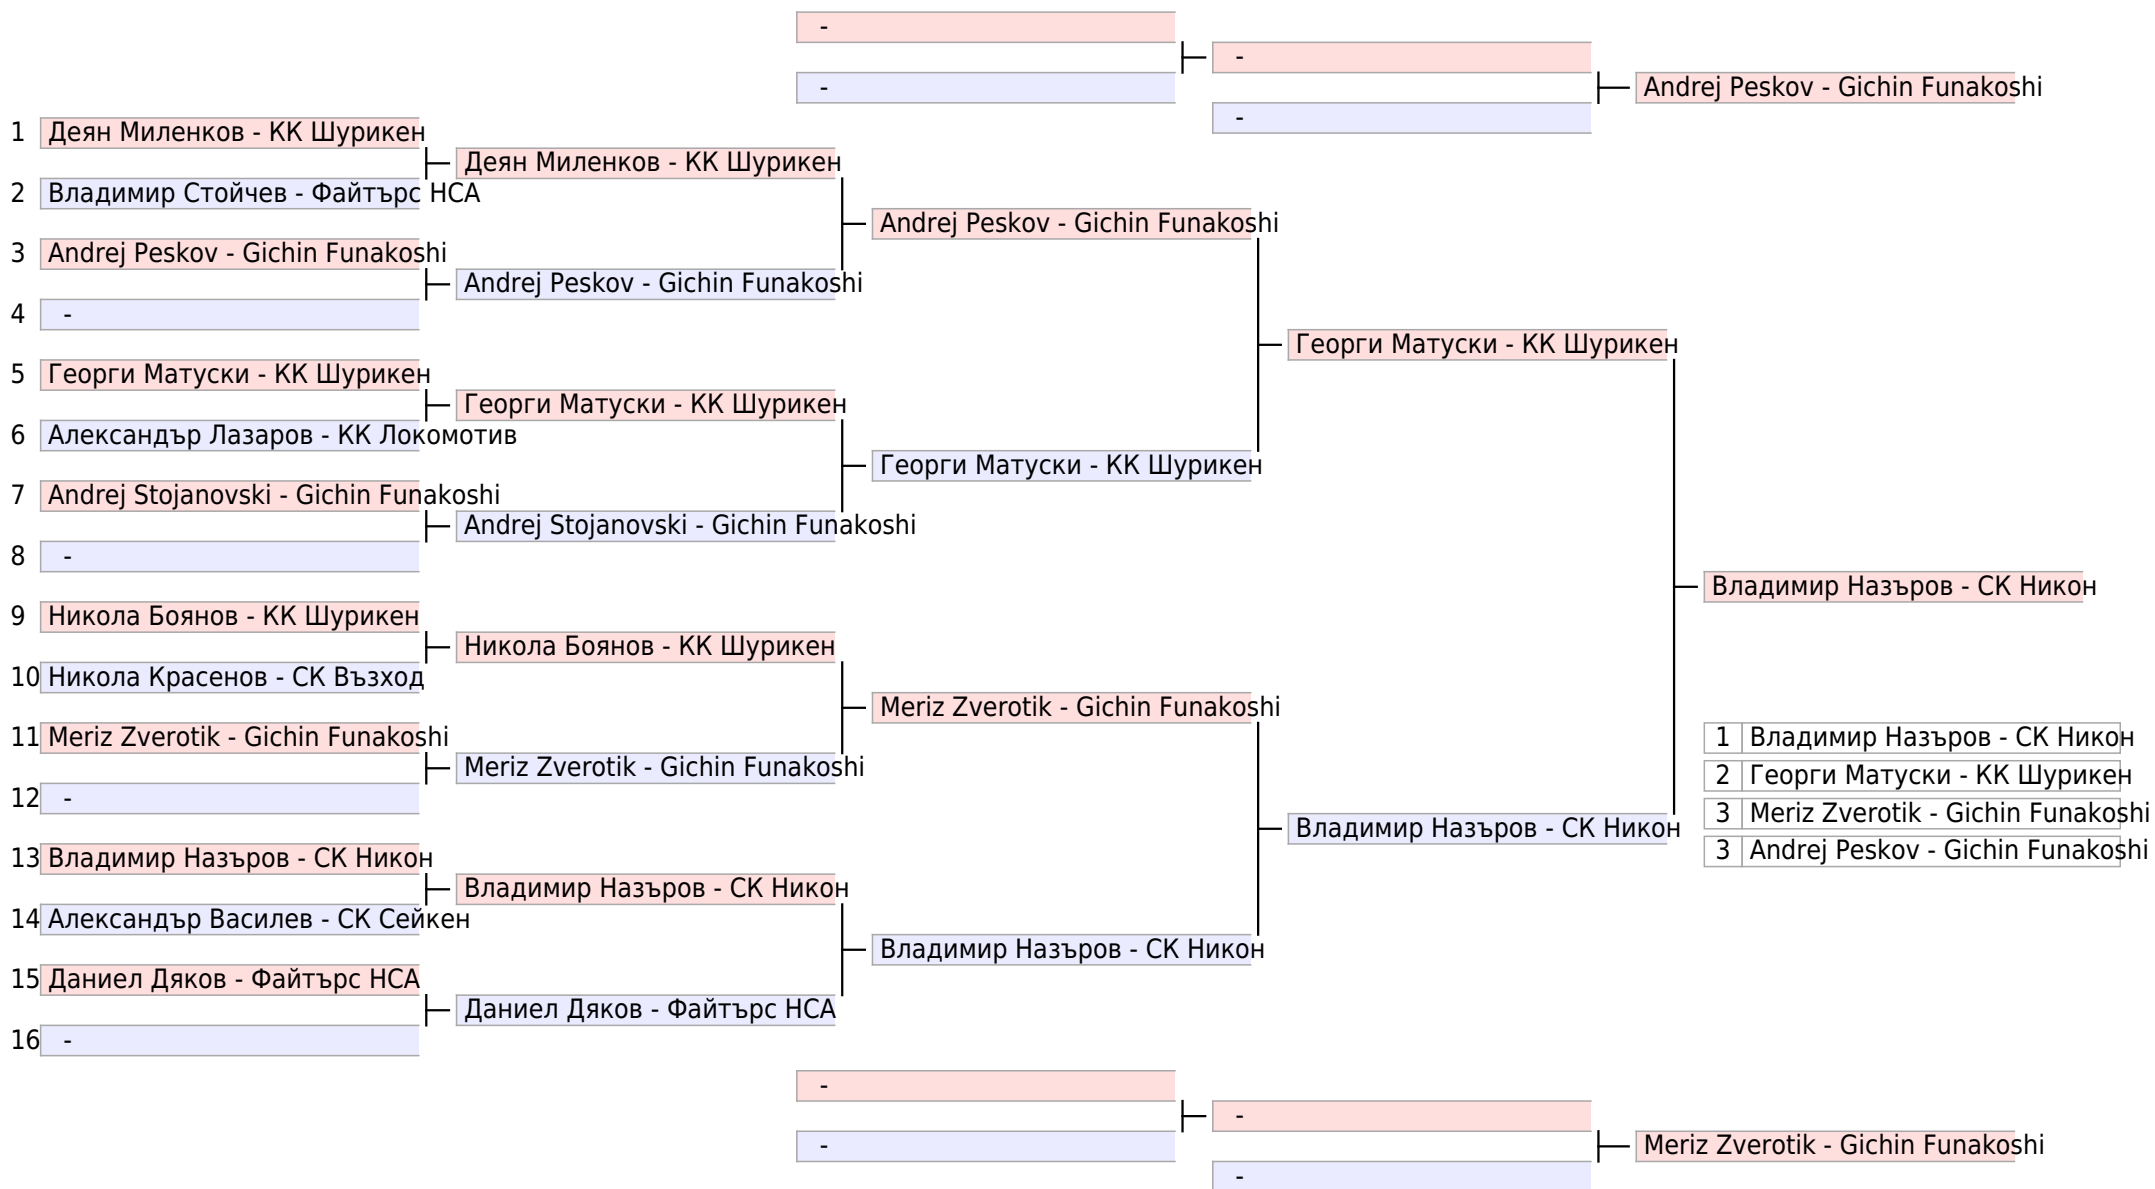 -
-
-
-
Andrej Peskov - Gichin Funakoshi
1 Деян Миленков - КК Шурикен
2 Владимир Стойчев - Файтърс НСА
3 Andrej Peskov - Gichin Funakoshi
4 -
5 Георги Матуски - КК Шурикен
6 Александър Лазаров - КК Локомотив
7 Andrej Stojanovski - Gichin Funakoshi
8 -
9 Никола Боянов - КК Шурикен
10 Никола Красенов - СК Възход
11 Meriz Zverotik - Gichin Funakoshi
12 -
13 Владимир Назъров - СК Никон
14 Александър Василев - СК Сейкен
15 Даниел Дяков - Файтърс НСА
16 -
Деян Миленков - КК Шурикен
Andrej Peskov - Gichin Funakoshi
Георги Матуски - КК Шурикен
Andrej Stojanovski - Gichin Funakoshi
Никола Боянов - КК Шурикен
Meriz Zverotik - Gichin Funakoshi
Владимир Назъров - СК Никон
Даниел Дяков - Файтърс НСА
Andrej Peskov - Gichin Funakoshi
Георги Матуски - КК Шурикен
Meriz Zverotik - Gichin Funakoshi
Владимир Назъров - СК Никон
Георги Матуски - КК Шурикен
Владимир Назъров - СК Никон
Владимир Назъров - СК Никон
1 Владимир Назъров - СК Никон
2 Георги Матуски - КК Шурикен
3 Meriz Zverotik - Gichin Funakoshi
3 Andrej Peskov - Gichin Funakoshi
-
-
-
-
Meriz Zverotik - Gichin Funakoshi